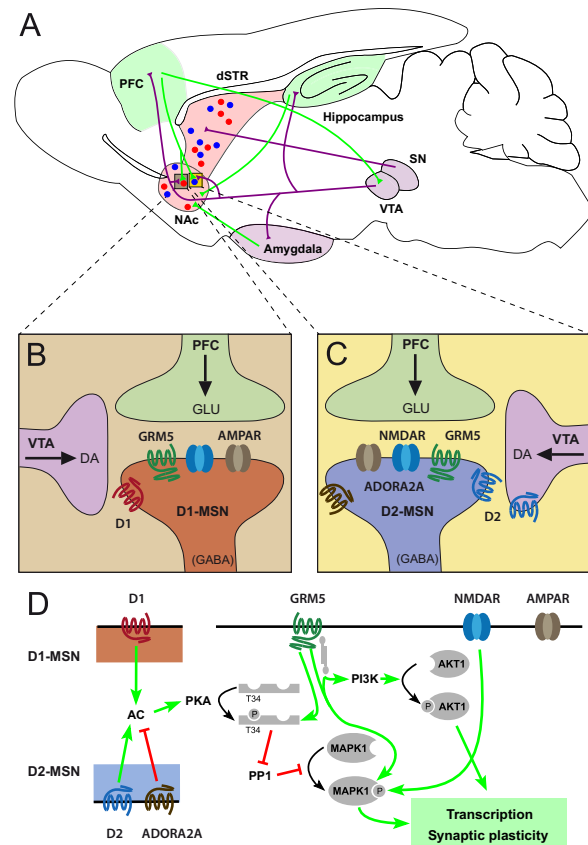 A
PFC
dSTR
Hippocampus
SN
VTA
NAc
Amygdala
B
PFC
GLU
VTA
DA
GRM5
AMPAR
D1
D1-MSN
(GABA)
C
PFC
GLU
NMDAR
GRM5
VTA
DA
ADORA2A
D2-MSN
D2
(GABA)
D
D1
GRM5
NMDAR
AMPAR
D1-MSN
AC
PKA
T34
P
T34
PI3K
AKT1
P
AKT1
PP1
MAPK1
MAPK1
P
D2-MSN
D2
ADORA2A
Transcription
Synaptic plasticity